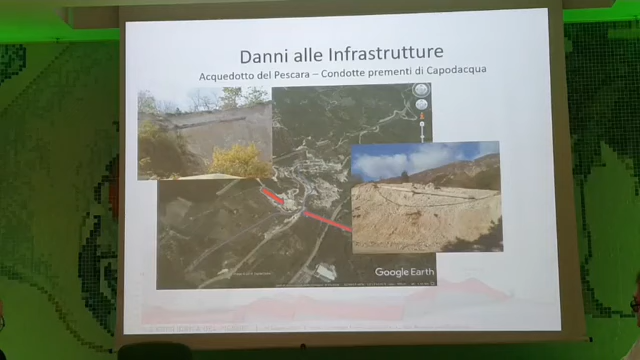 Danni alle Infrastrutture
Acquedotto del Pescara – Condotte prementi di Capodacqua
Google Earth